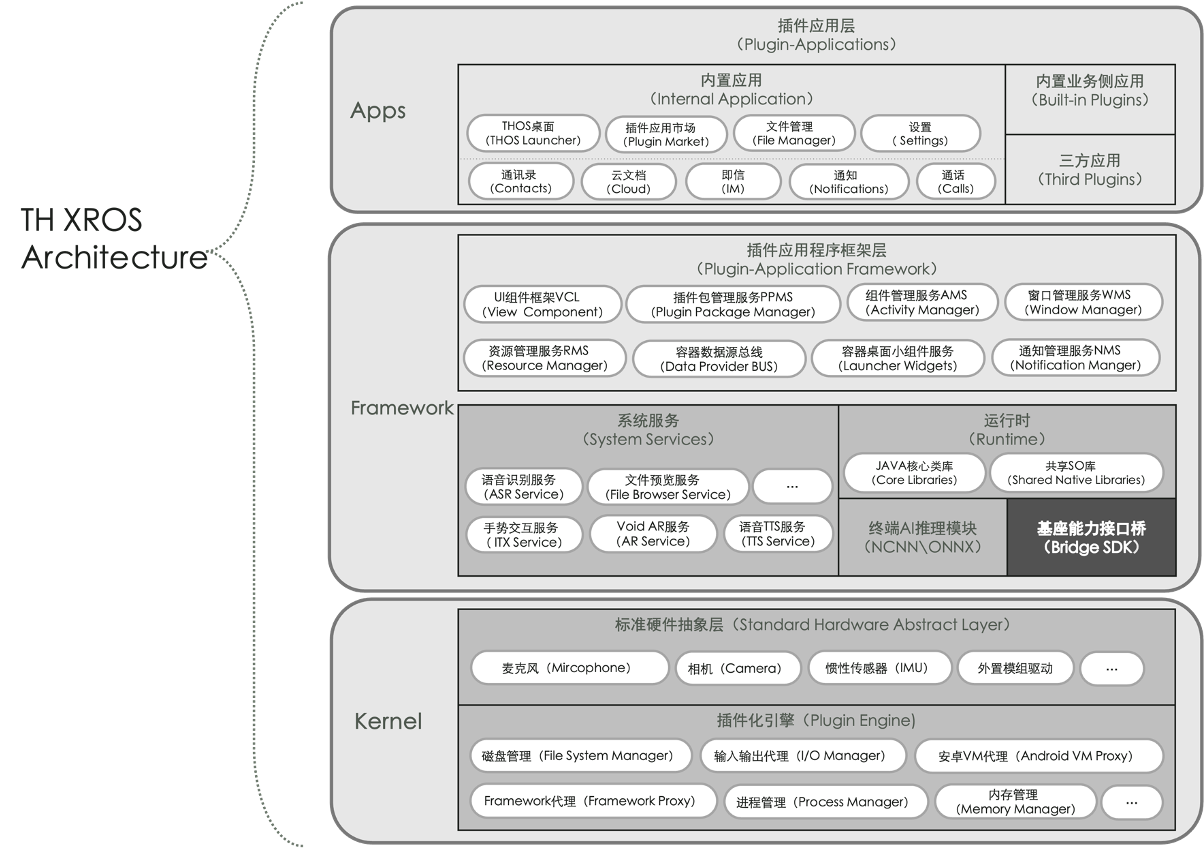 TH XROS
Architecture
插件应用层
（Plugin-Applications）
Apps
内置应用
（Internal Application）
THOS桌面
(THOS Launcher)
插件应用市场
(Plugin Market)
文件管理
(File Manager)
设置
( Settings)
通讯录
(Contacts)
云文档
(Cloud)
即信
(IM)
通知
(Notifications)
通话
(Calls)
内置业务侧应用
（Built-in Plugins）
三方应用
（Third Plugins）
Framework
插件应用程序框架层
（Plugin-Application Framework）
UI组件框架VCL
(View Component)
插件包管理服务PPMS
(Plugin Package Manager)
组件管理服务AMS
(Activity Manager)
窗口管理服务WMS
(Window Manager)
资源管理服务RMS
(Resource Manager)
容器数据源总线
(Data Provider BUS)
容器桌面小组件服务
(Launcher Widgets)
通知管理服务NMS
(Notification Manger)
系统服务
（System Services）
语音识别服务
(ASR Service)
文件预览服务
(File Browser Service)
...
手势交互服务
( ITX Service)
Void AR服务
(AR Service)
语音TTS服务
(TTS Service)
运行时
（Runtime）
JAVA核心类库
(Core Libraries)
共享SO库
(Shared Native Libraries)
终端AI推理模块
（NCNN\ONNX）
基座能力接口桥
（Bridge SDK）
Kernel
标准硬件抽象层（Standard Hardware Abstract Layer）
麦克风（Mircophone）
相机（Camera）
惯性传感器（IMU）
外置模组驱动
...
插件化引擎（Plugin Engine)
磁盘管理（File System Manager）
输入输出代理（I/O Manager）
安卓VM代理（Android VM Proxy）
Framework代理（Framework Proxy）
进程管理（Process Manager）
内存管理
(Memory Manager)
...